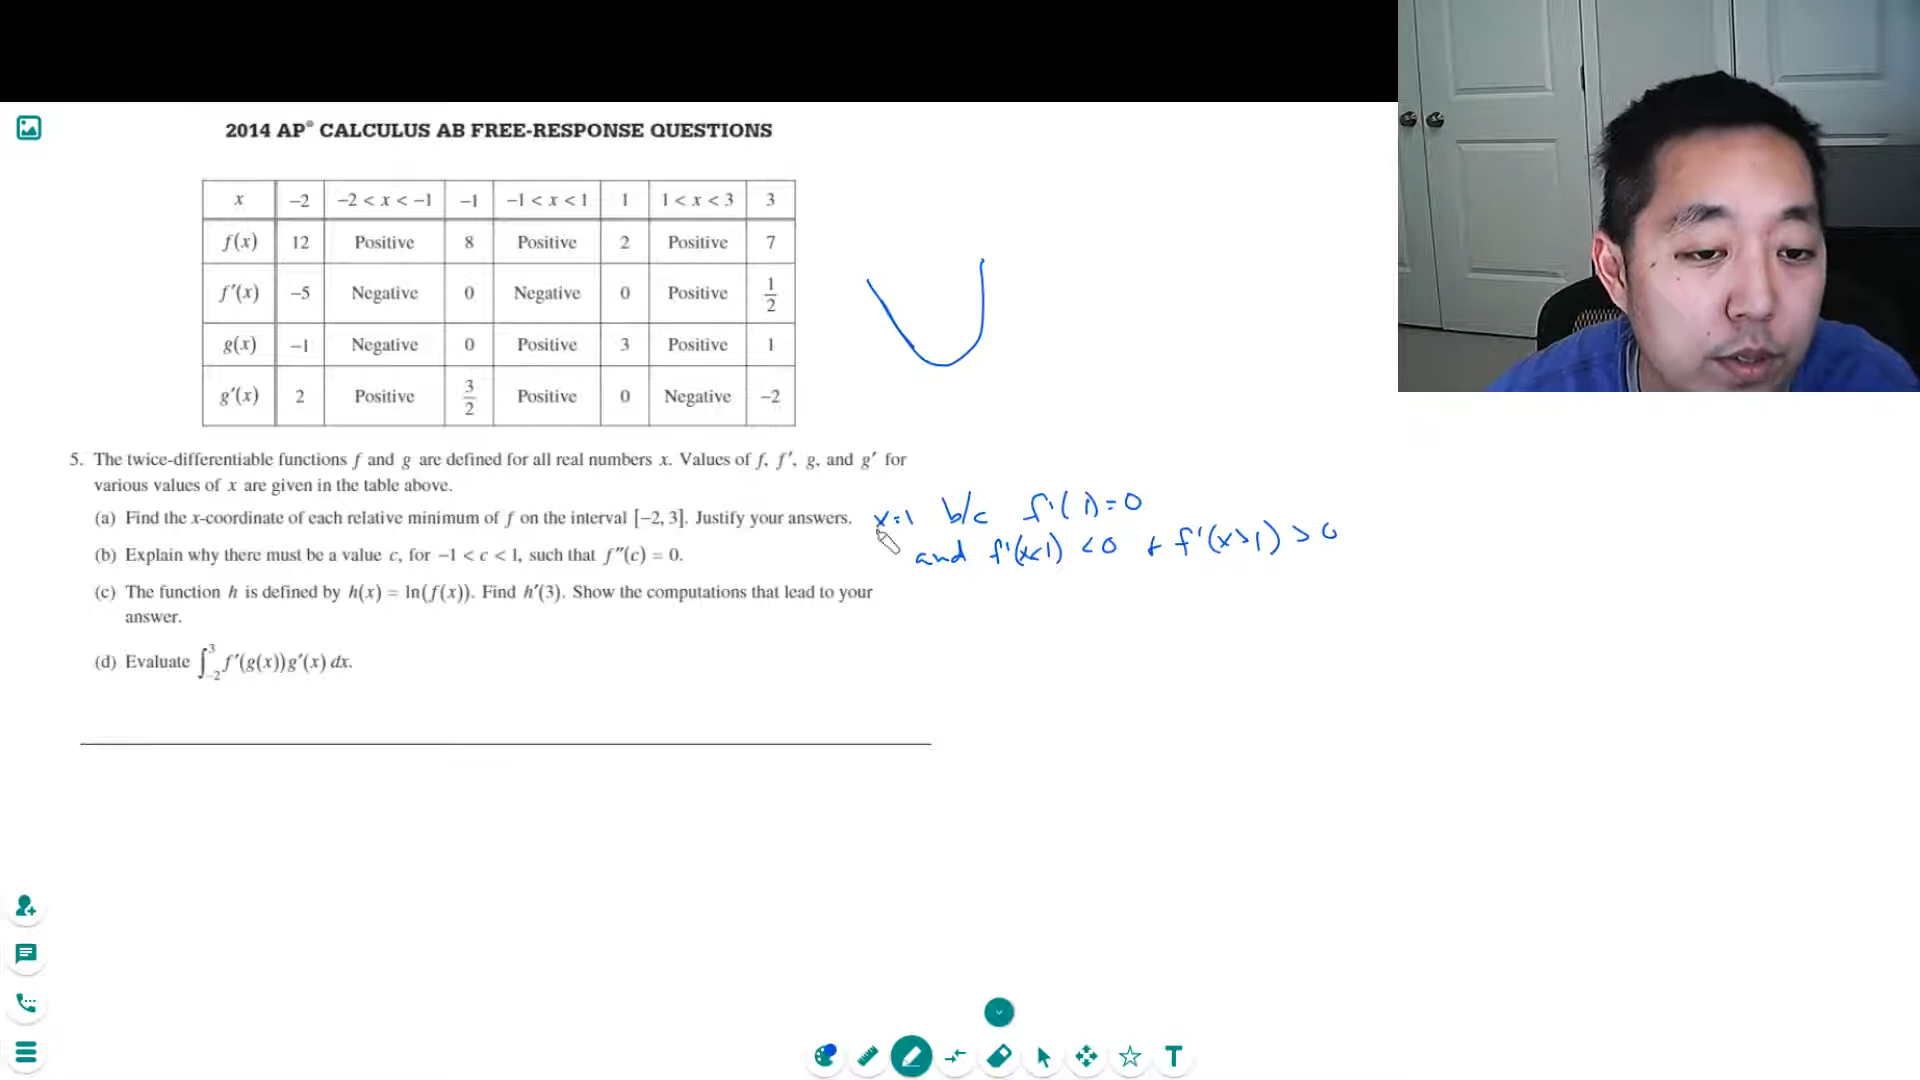 2014 AP® CALCULUS AB FREE-RESPONSE QUESTIONS
x −2 −2 < x < −1 −1 −1 < x < 1 1 1 < x < 3 3
f(x) 12 Positive 8 Positive 2 Positive 7
f′(x) −5 Negative 0 Negative 0 Positive 1/2
g(x) −1 Negative 0 Positive 3 Positive 1
g′(x) 2 Positive 3/2 Positive 0 Negative −2
5. The twice-differentiable functions f and g are defined for all real numbers x. Values of f, f′, g, and g′ for
various values of x are given in the table above.
(a) Find the x-coordinate of each relative minimum of f on the interval [−2, 3]. Justify your answers.
x=1 b/c f'(1)=0
and f'(x<1) <0 + f'(x>1) >0
(b) Explain why there must be a value c, for −1 < c < 1, such that f″(c) = 0.
(c) The function h is defined by h(x) = ln(f(x)). Find h′(3). Show the computations that lead to your
answer.
(d) Evaluate ∫_{−2}^{3} f′(g(x))g′(x) dx.
T